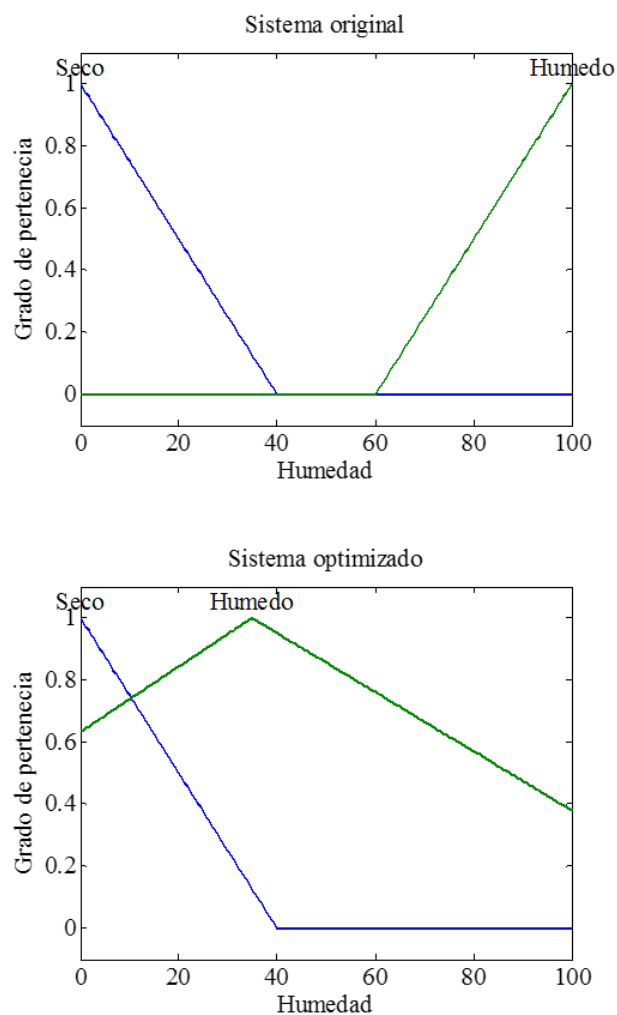 Sistema original
Seco
Humedo
1
0.8
0.6
0.4
0.2
0
Grado de pertenecia
0 20 40 60 80 100
Humedad
Sistema optimizado
Seco
Humedo
1
0.8
0.6
0.4
0.2
0
Grado de pertenecia
0 20 40 60 80 100
Humedad